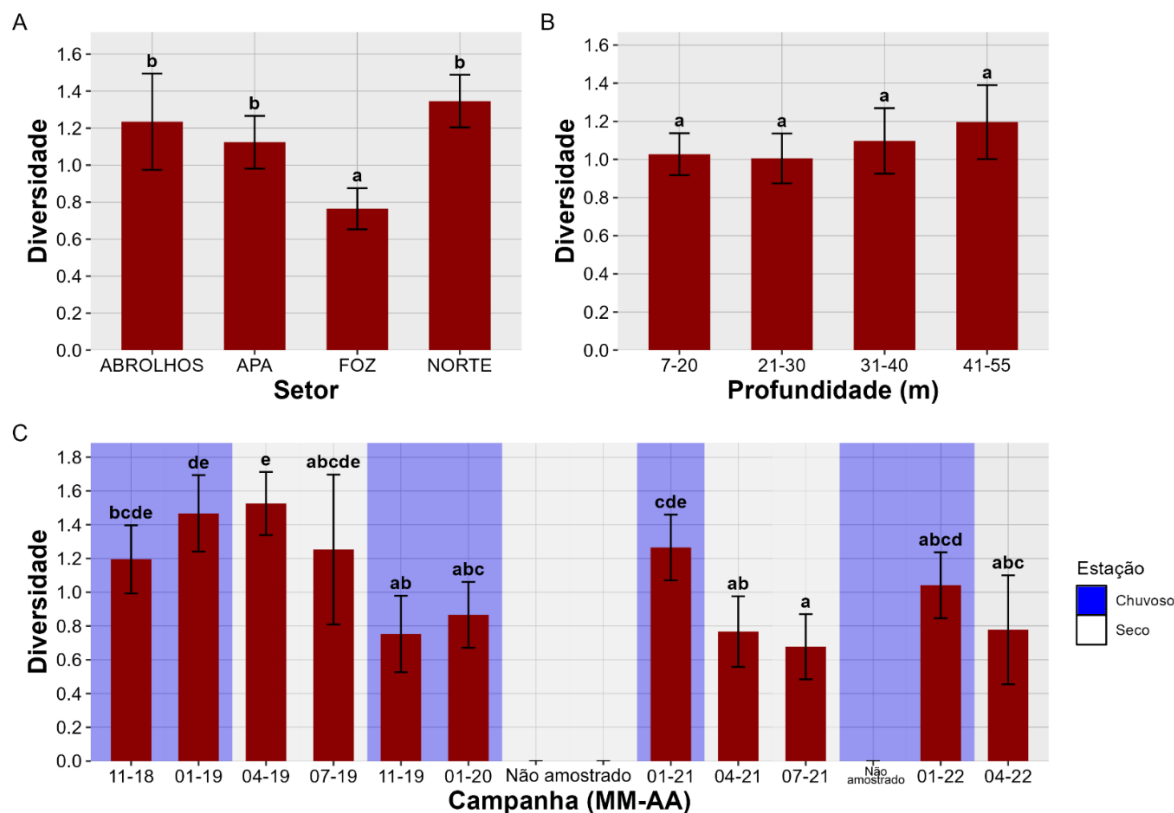 A
Diversidade
1.6
1.4
1.2
1.0
0.8
0.6
0.4
0.2
0.0
b
b
a
b
ABROLHOS APA FOZ NORTE
Setor
B
Diversidade
1.6
1.4
1.2
1.0
0.8
0.6
0.4
0.2
0.0
a
a
a
a
7-20 21-30 31-40 41-55
Profundidade (m)
C
Diversidade
1.8
1.6
1.4
1.2
1.0
0.8
0.6
0.4
0.2
0.0
bcde
de
e
abcde
ab
abc
cde
ab
a
abcd
abc
11-18 01-19 04-19 07-19 11-19 01-20 Não amostrado 01-21 04-21 07-21 Não amostrado 01-22 04-22
Campanha (MM-AA)
Estação
Chuvoso
Seco